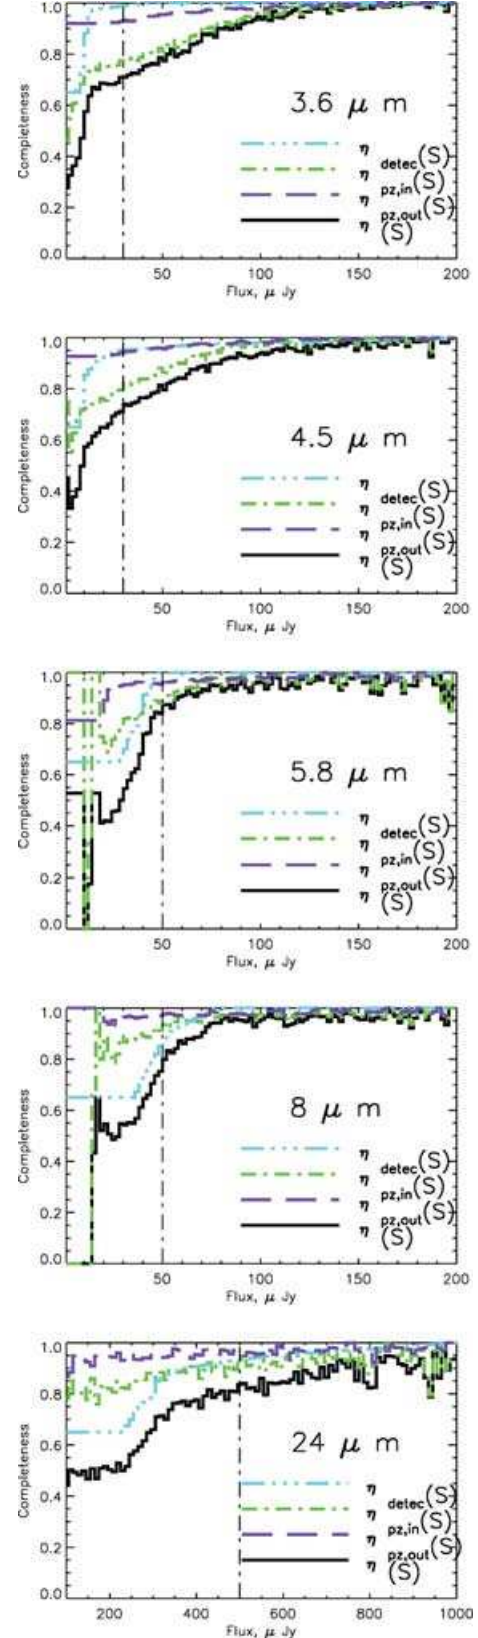 1.0
0.8
0.6
0.4
0.2
0.0
Completeness
3.6 μ m
η detec(S)
η pz,in(S)
η pz,out(S)
η (S)
50 100 150 200
Flux, μ Jy
1.0
0.8
0.6
0.4
0.2
0.0
Completeness
4.5 μ m
η detec(S)
η pz,in(S)
η pz,out(S)
η (S)
50 100 150 200
Flux, μ Jy
1.0
0.8
0.6
0.4
0.2
0.0
Completeness
5.8 μ m
η detec(S)
η pz,in(S)
η pz,out(S)
η (S)
50 100 150 200
Flux, μ Jy
1.0
0.8
0.6
0.4
0.2
0.0
Completeness
8 μ m
η detec(S)
η pz,in(S)
η pz,out(S)
η (S)
50 100 150 200
Flux, μ Jy
1.0
0.8
0.6
0.4
0.2
0.0
Completeness
24 μ m
η detec(S)
η pz,in(S)
η pz,out(S)
η (S)
200 400 600 800 1000
Flux, μ Jy